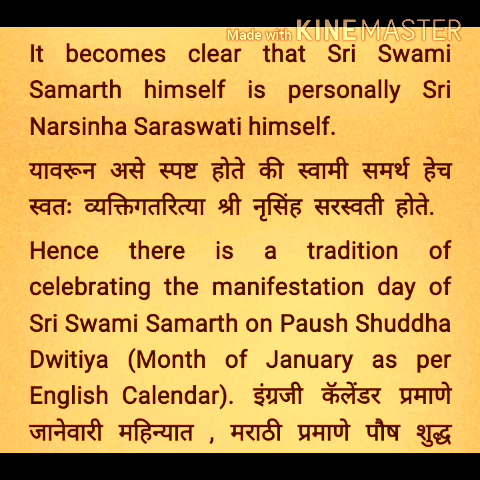 Made with KINEMASTER
It becomes clear that Sri Swami
Samarth himself is personally Sri
Narsinha Saraswati himself.
यावरून असे स्पष्ट होते की स्वामी समर्थ हेच
स्वतः व्यक्तिगतरित्या श्री नृसिंह सरस्वती होते.
Hence there is a tradition of
celebrating the manifestation day of
Sri Swami Samarth on Paush Shuddha
Dwitiya (Month of January as per
English Calendar). इंग्रजी कॅलेंडर प्रमाणे
जानेवारी महिन्यात , मराठी प्रमाणे पौष शुद्ध